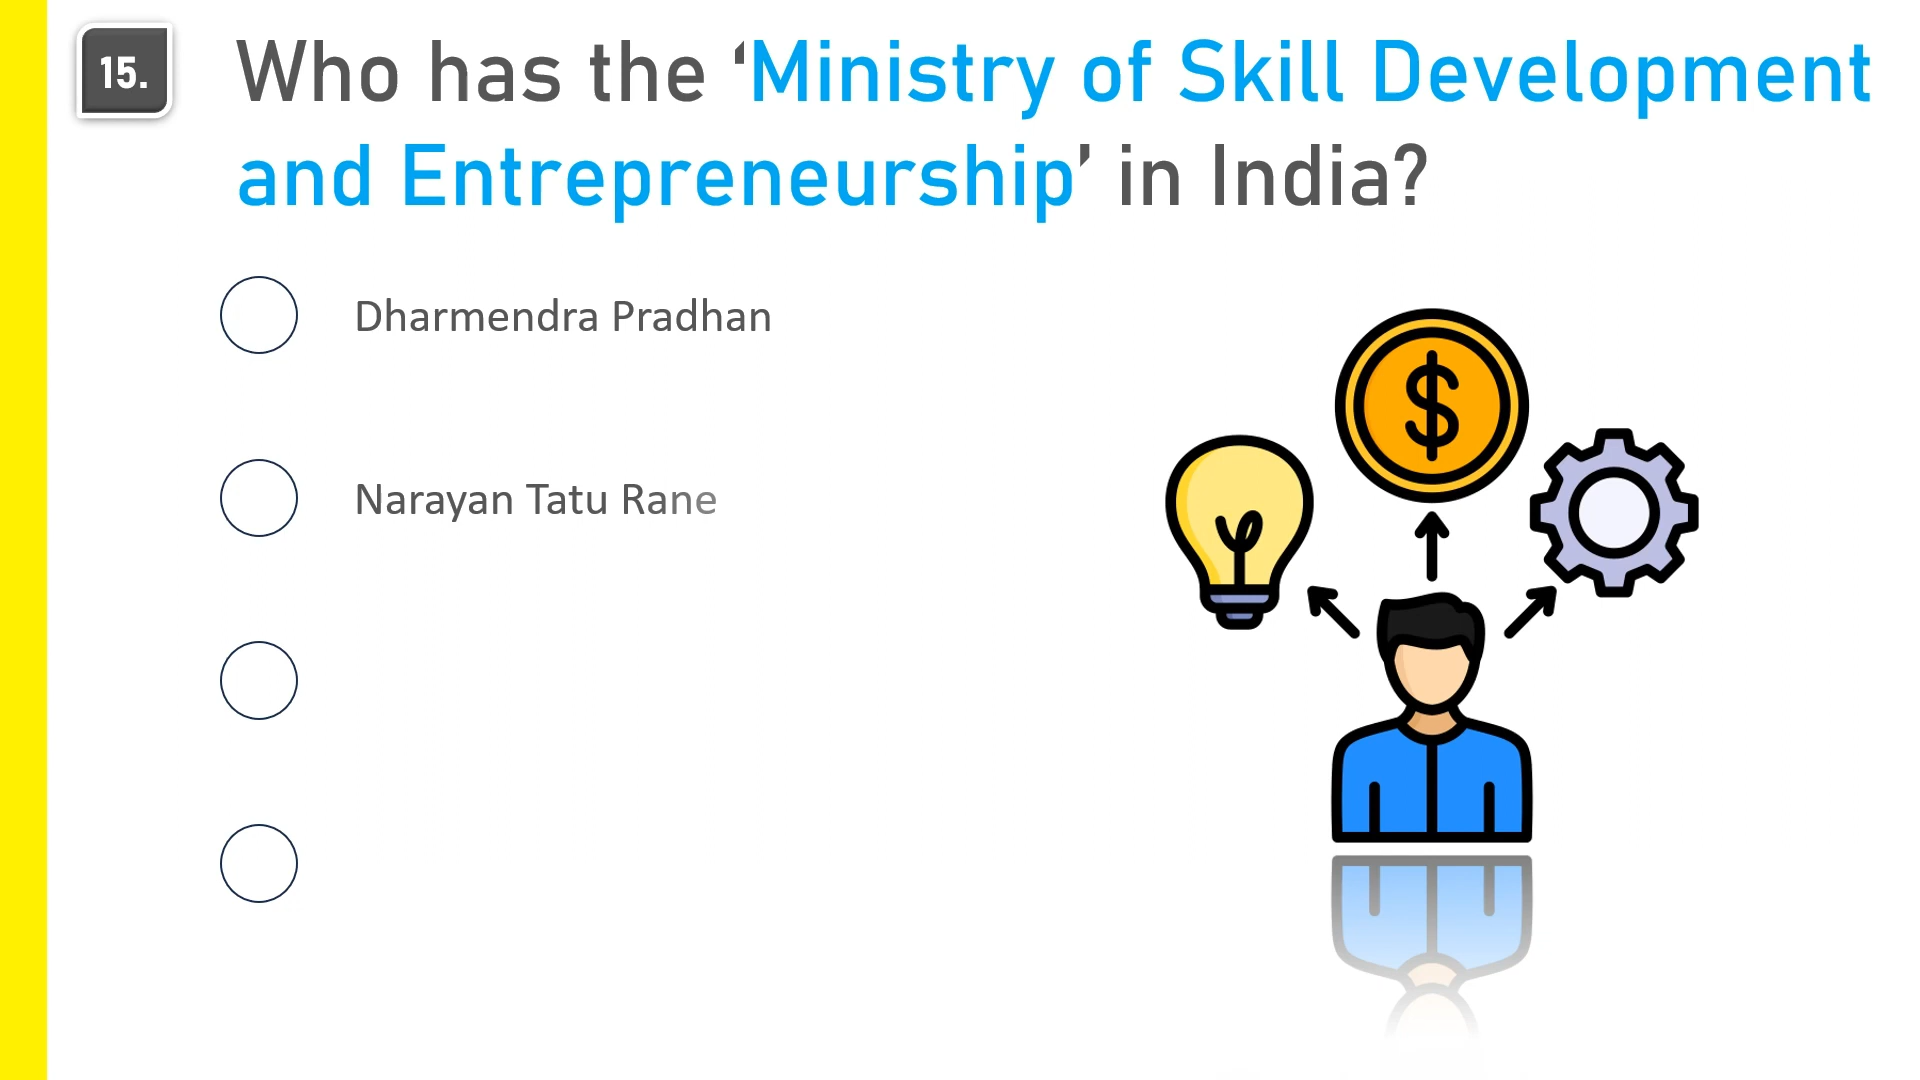 15.
Who has the ‘Ministry of Skill Development
and Entrepreneurship’ in India?
Dharmendra Pradhan
Narayan Tatu Rane
$